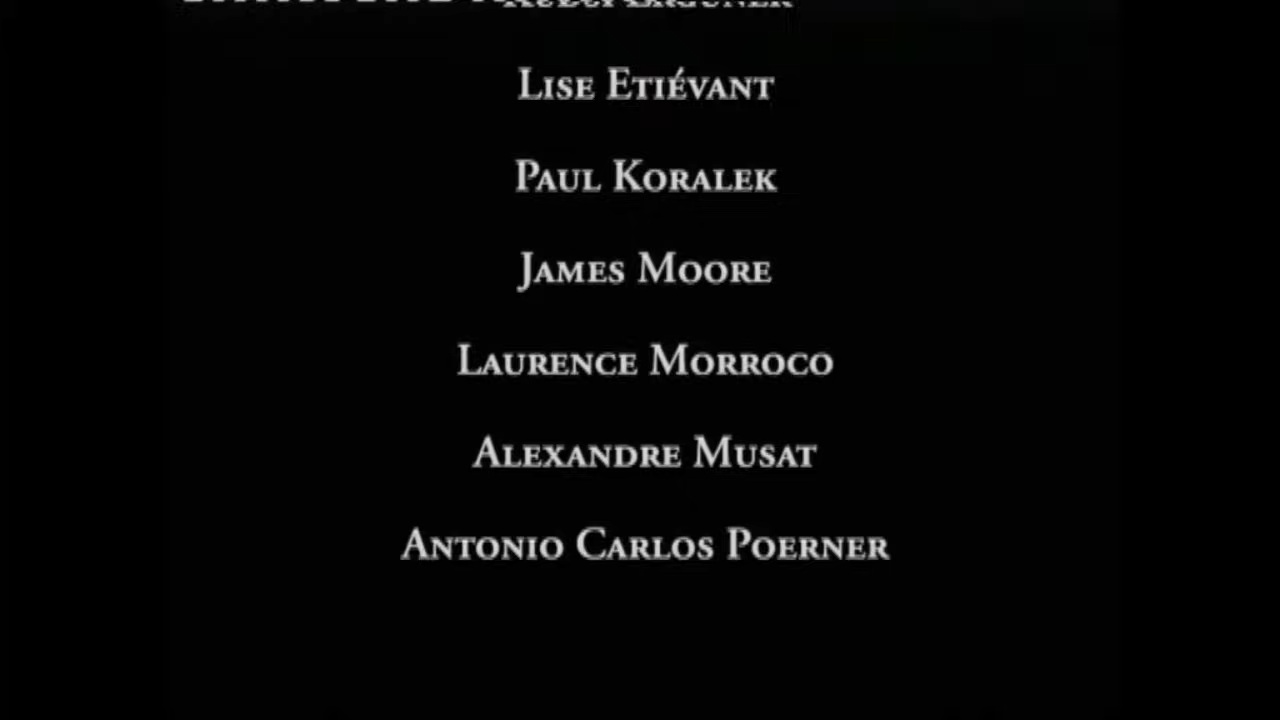 Lise Etiévant
Paul Koralek
James Moore
Laurence Morroco
Alexandre Musat
Antonio Carlos Poerner